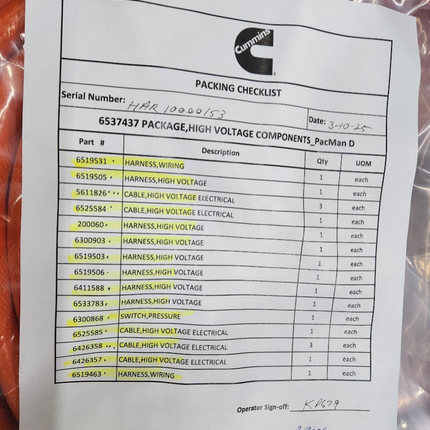 Cummins
PACKING CHECKLIST
Serial Number: HAR10000153
Date: 3-10-25
6537437 PACKAGE,HIGH VOLTAGE COMPONENTS_PacMan D
Part # Description Qty UOM
6519531 HARNESS,WIRING 1 each
6519505 HARNESS,HIGH VOLTAGE 1 each
5611826 CABLE,HIGH VOLTAGE ELECTRICAL 3 each
6525584 CABLE,HIGH VOLTAGE ELECTRICAL 1 each
200060 HARNESS,HIGH VOLTAGE 1 each
6300903 HARNESS,HIGH VOLTAGE 1 each
6519503 HARNESS,HIGH VOLTAGE 1 each
6519506 HARNESS,HIGH VOLTAGE 1 each
6411588 HARNESS,HIGH VOLTAGE 1 each
6533783 HARNESS,HIGH VOLTAGE 1 each
6300868 SWITCH,PRESSURE 1 each
6525585 CABLE,HIGH VOLTAGE ELECTRICAL 1 each
6426358 CABLE,HIGH VOLTAGE ELECTRICAL 3 each
6426357 CABLE,HIGH VOLTAGE ELECTRICAL 1 each
6519463 HARNESS,WIRING 1 each
Operator Sign-off: